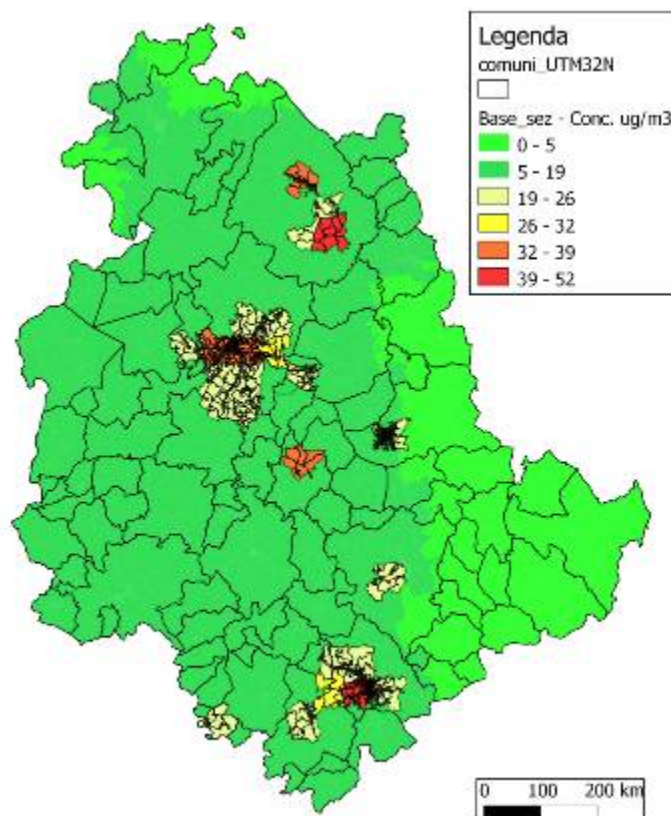 Legenda
comuni_UTM32N
Base_sez - Conc. ug/m3
0 - 5
5 - 19
19 - 26
26 - 32
32 - 39
39 - 52
0 100 200 km